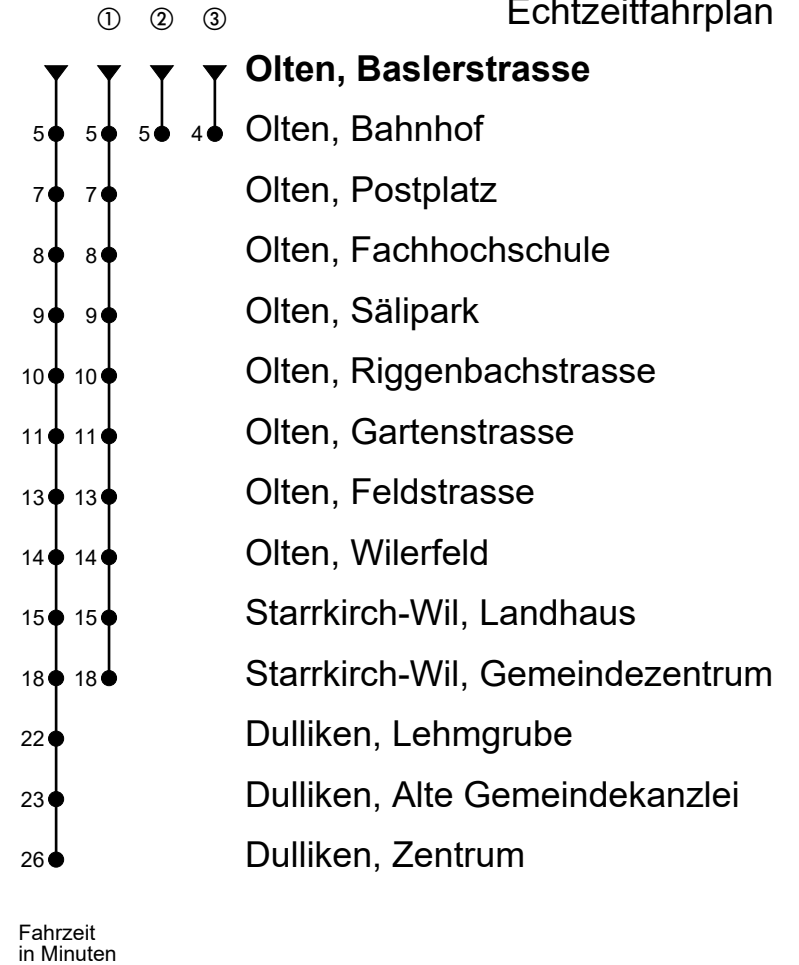 Echtzeitfahrplan
① ② ③
Olten, Baslerstrasse
5 5 5 4 Olten, Bahnhof
7 7 Olten, Postplatz
8 8 Olten, Fachhochschule
9 9 Olten, Sälipark
10 10 Olten, Riggenbachstrasse
11 11 Olten, Gartenstrasse
13 13 Olten, Feldstrasse
14 14 Olten, Wilerfeld
15 15 Starrkirch-Wil, Landhaus
18 18 Starrkirch-Wil, Gemeindezentrum
22 Dulliken, Lehmgrube
23 Dulliken, Alte Gemeindekanzlei
26 Dulliken, Zentrum
Fahrzeit
in Minuten